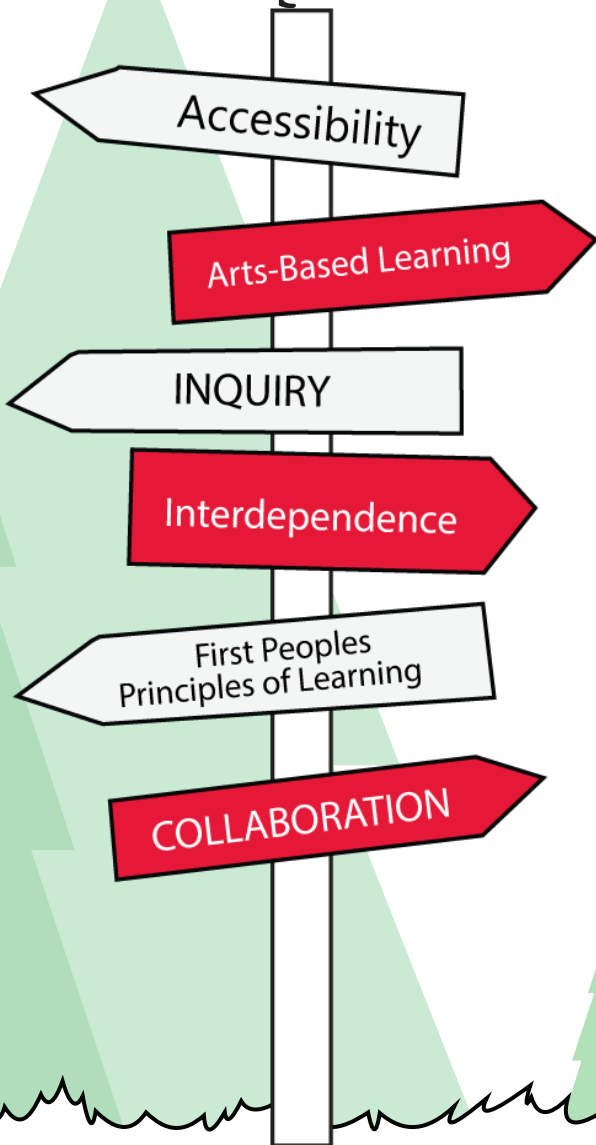 Accessibility
Arts-Based Learning
INQUIRY
Interdependence
First Peoples
Principles of Learning
COLLABORATION